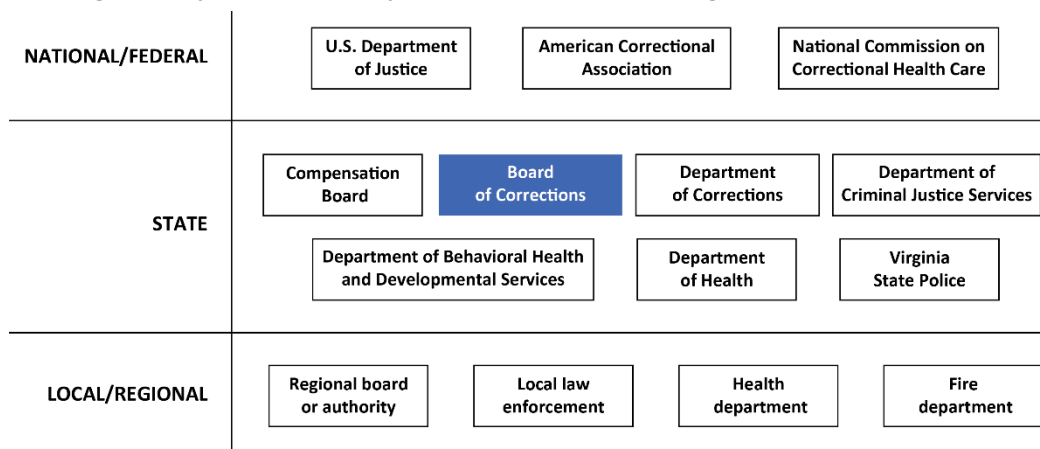 NATIONAL/FEDERAL
U.S. Department
of Justice
American Correctional
Association
National Commission on
Correctional Health Care
STATE
Compensation
Board
Board
of Corrections
Department
of Corrections
Department of
Criminal Justice Services
Department of Behavioral Health
and Developmental Services
Department
of Health
Virginia
State Police
LOCAL/REGIONAL
Regional board
or authority
Local law
enforcement
Health
department
Fire
department